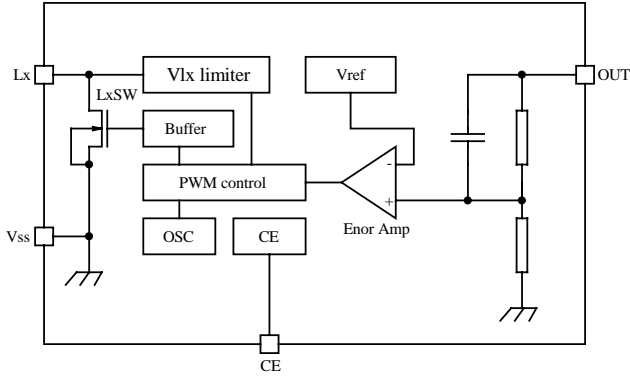 Lx
Vlx limiter
Vref
OUT
LxSW
Buffer
-
PWM control
+
Enor Amp
Vss
OSC
CE
CE